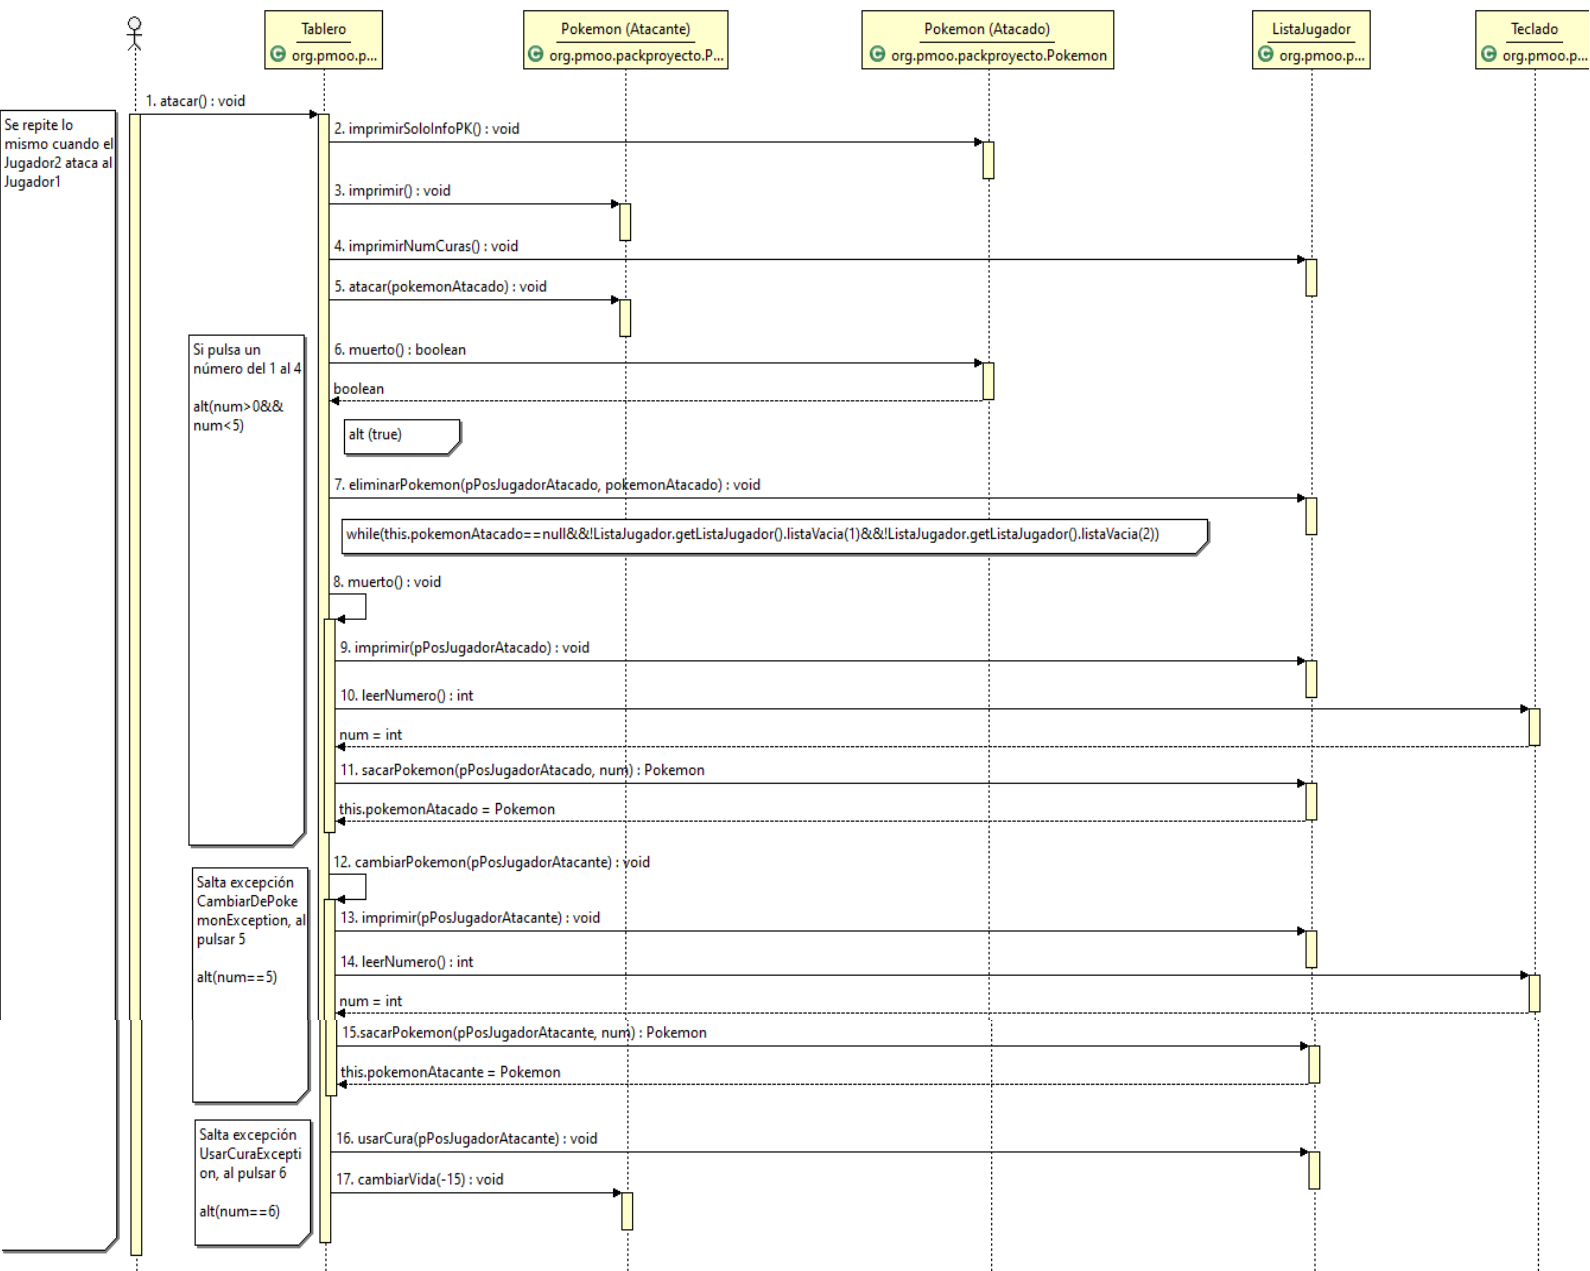 Tablero
org.pmoo.p...
Pokemon (Atacante)
org.pmoo.packproyecto.P...
Pokemon (Atacado)
org.pmoo.packproyecto.Pokemon
ListaJugador
org.pmoo.p...
Teclado
org.pmoo.p...
1. atacar() : void
Se repite lo
mismo cuando el
Jugador2 ataca al
Jugador1
2. imprimirSoloInfoPK() : void
3. imprimir() : void
4. imprimirNumCuras() : void
5. atacar(pokemonAtacado) : void
Si pulsa un
número del 1 al 4
alt(num>0&&
num<5)
6. muerto() : boolean
boolean
alt (true)
7. eliminarPokemon(pPosJugadorAtacado, pokemonAtacado) : void
while(this.pokemonAtacado==null&&!ListaJugador.getListaJugador().listaVacia(1)&&!ListaJugador.getListaJugador().listaVacia(2))
8. muerto() : void
9. imprimir(pPosJugadorAtacado) : void
10. leerNumero() : int
num = int
11. sacarPokemon(pPosJugadorAtacado, num) : Pokemon
this.pokemonAtacado = Pokemon
12. cambiarPokemon(pPosJugadorAtacante) : void
Salta excepción
CambiarDePoke
monException, al
pulsar 5
alt(num==5)
13. imprimir(pPosJugadorAtacante) : void
14. leerNumero() : int
num = int
15.sacarPokemon(pPosJugadorAtacante, num) : Pokemon
this.pokemonAtacante = Pokemon
Salta excepción
UsarCuraExcepti
on, al pulsar 6
alt(num==6)
16. usarCura(pPosJugadorAtacante) : void
17. cambiarVida(-15) : void